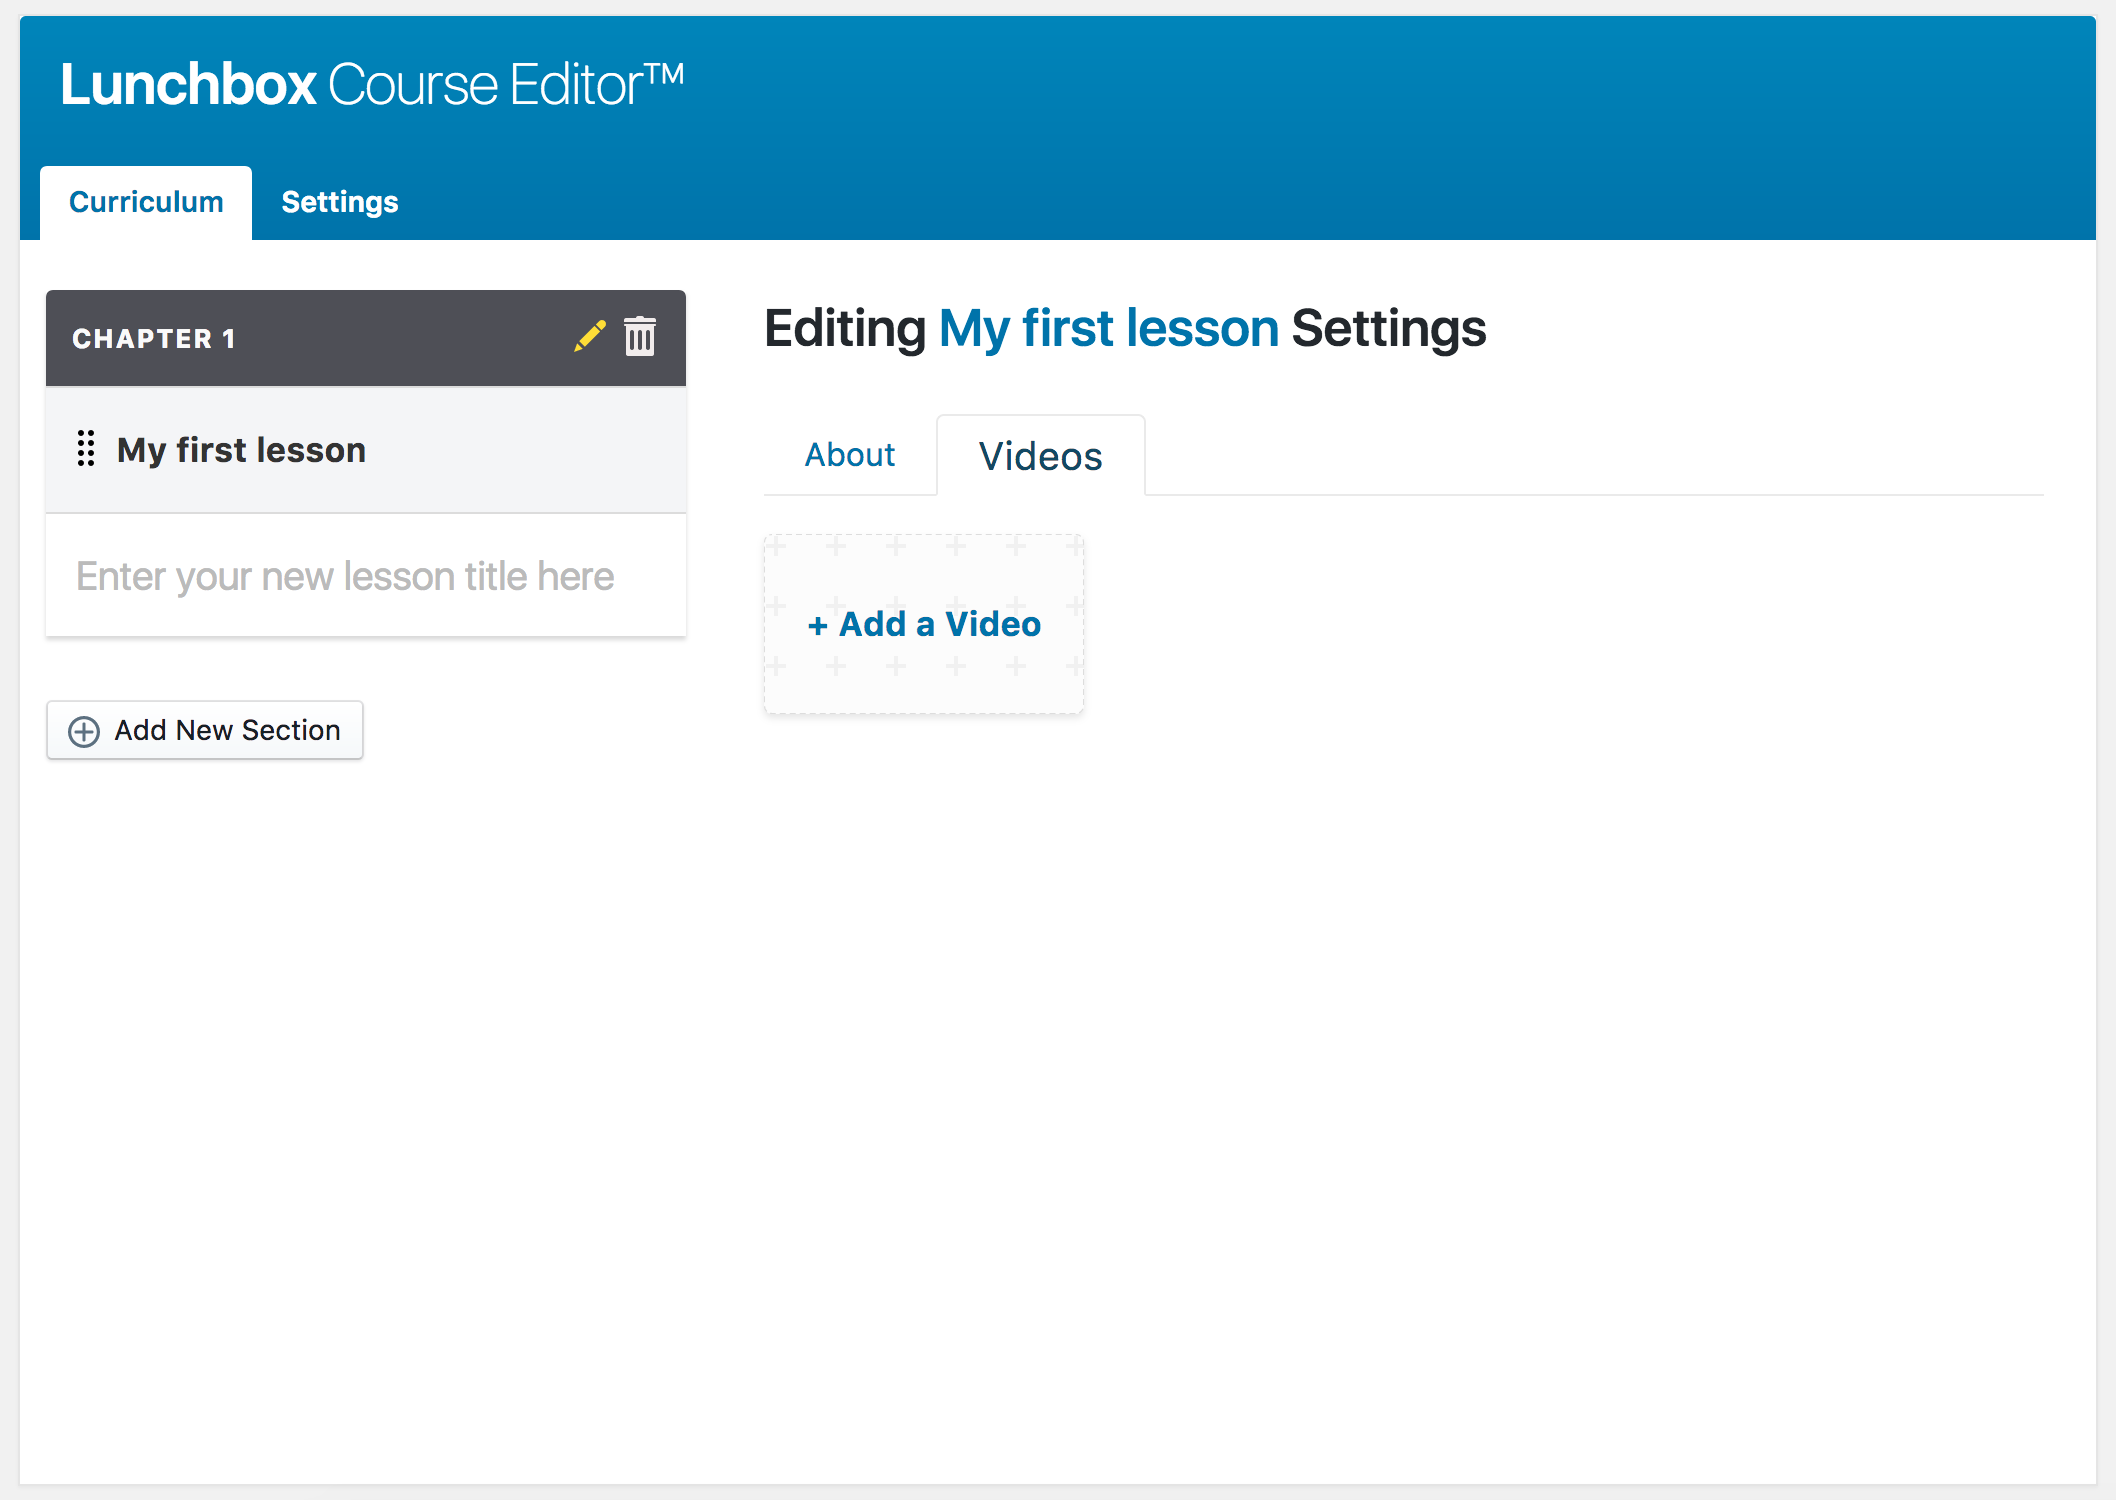 Lunchbox Course Editor™
Curriculum
Settings
CHAPTER 1
My first lesson
Enter your new lesson title here
Add New Section
Editing My first lesson Settings
About
Videos
+ Add a Video